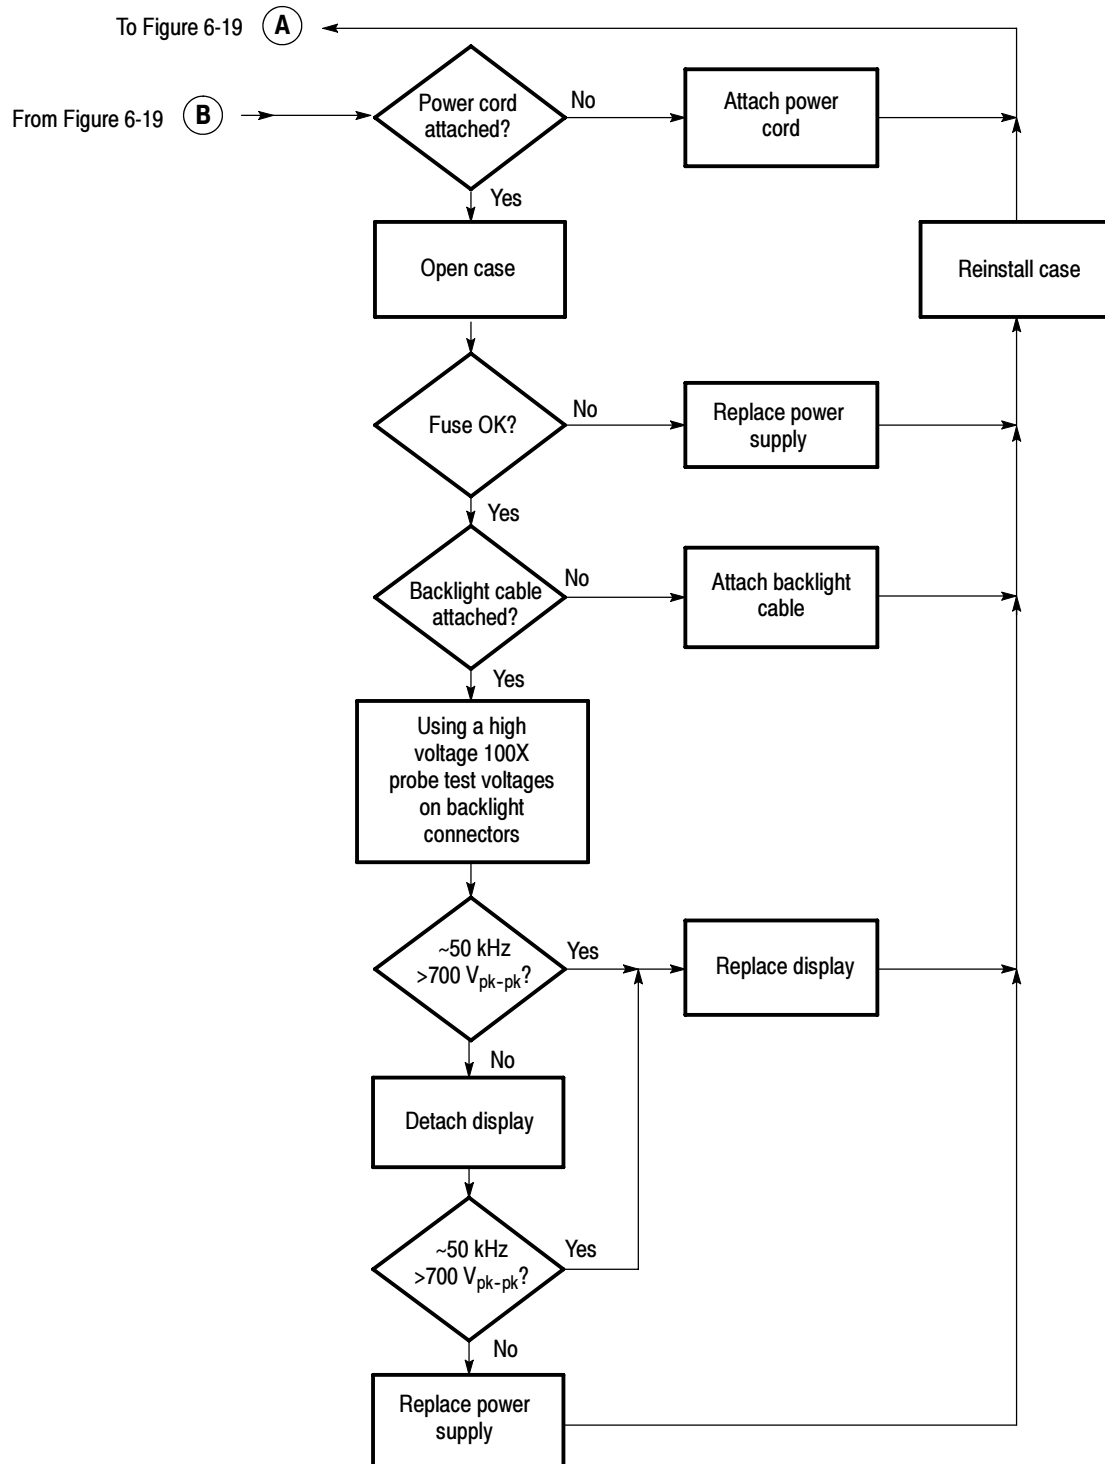 To Figure 6-19
A
From Figure 6-19
B
Power cord
attached?
No
Attach power
cord
Yes
Open case
Reinstall case
Fuse OK?
No
Replace power
supply
Yes
Backlight cable
attached?
No
Attach backlight
cable
Yes
Using a high
voltage 100X
probe test voltages
on backlight
connectors
~50 kHz
>700 Vpk-pk?
Yes
Replace display
No
Detach display
~50 kHz
>700 Vpk-pk?
Yes
No
Replace power
supply